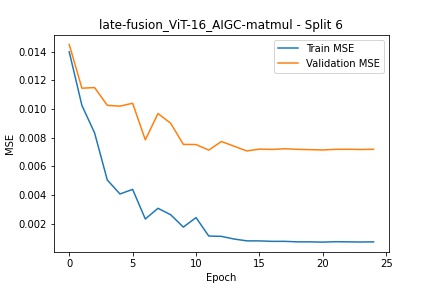 late-fusion_ViT-16_AIGC-matmul - Split 6
Train MSE
Validation MSE
0.014
0.012
0.010
0.008
0.006
0.004
0.002
MSE
0 5 10 15 20 25
Epoch